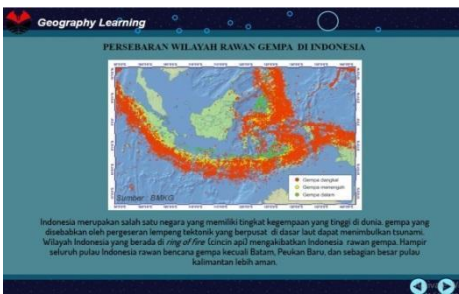 Geography Learning
PERSEBARAN WILAYAH RAWAN GEMPA DI INDONESIA
Gempa dangkal
Gempa menengah
Gempa dalam
Sumber : BMKG
Indonesia merupakan salah satu negara yang memiliki tingkat kegempaan yang tinggi di dunia. gempa yang
disebabkan oleh pergeseran lempeng tektonik yang berpusat di dasar laut dapat menimbulkan tsunami.
Wilayah Indonesia yang berada di ring of fire (cincin api) mengakibatkan Indonesia rawan gempa. Hampir
seluruh pulau Indonesia rawan bencana gempa kecuali Batam, Peukan Baru, dan sebagian besar pulau
kalimantan lebih aman.